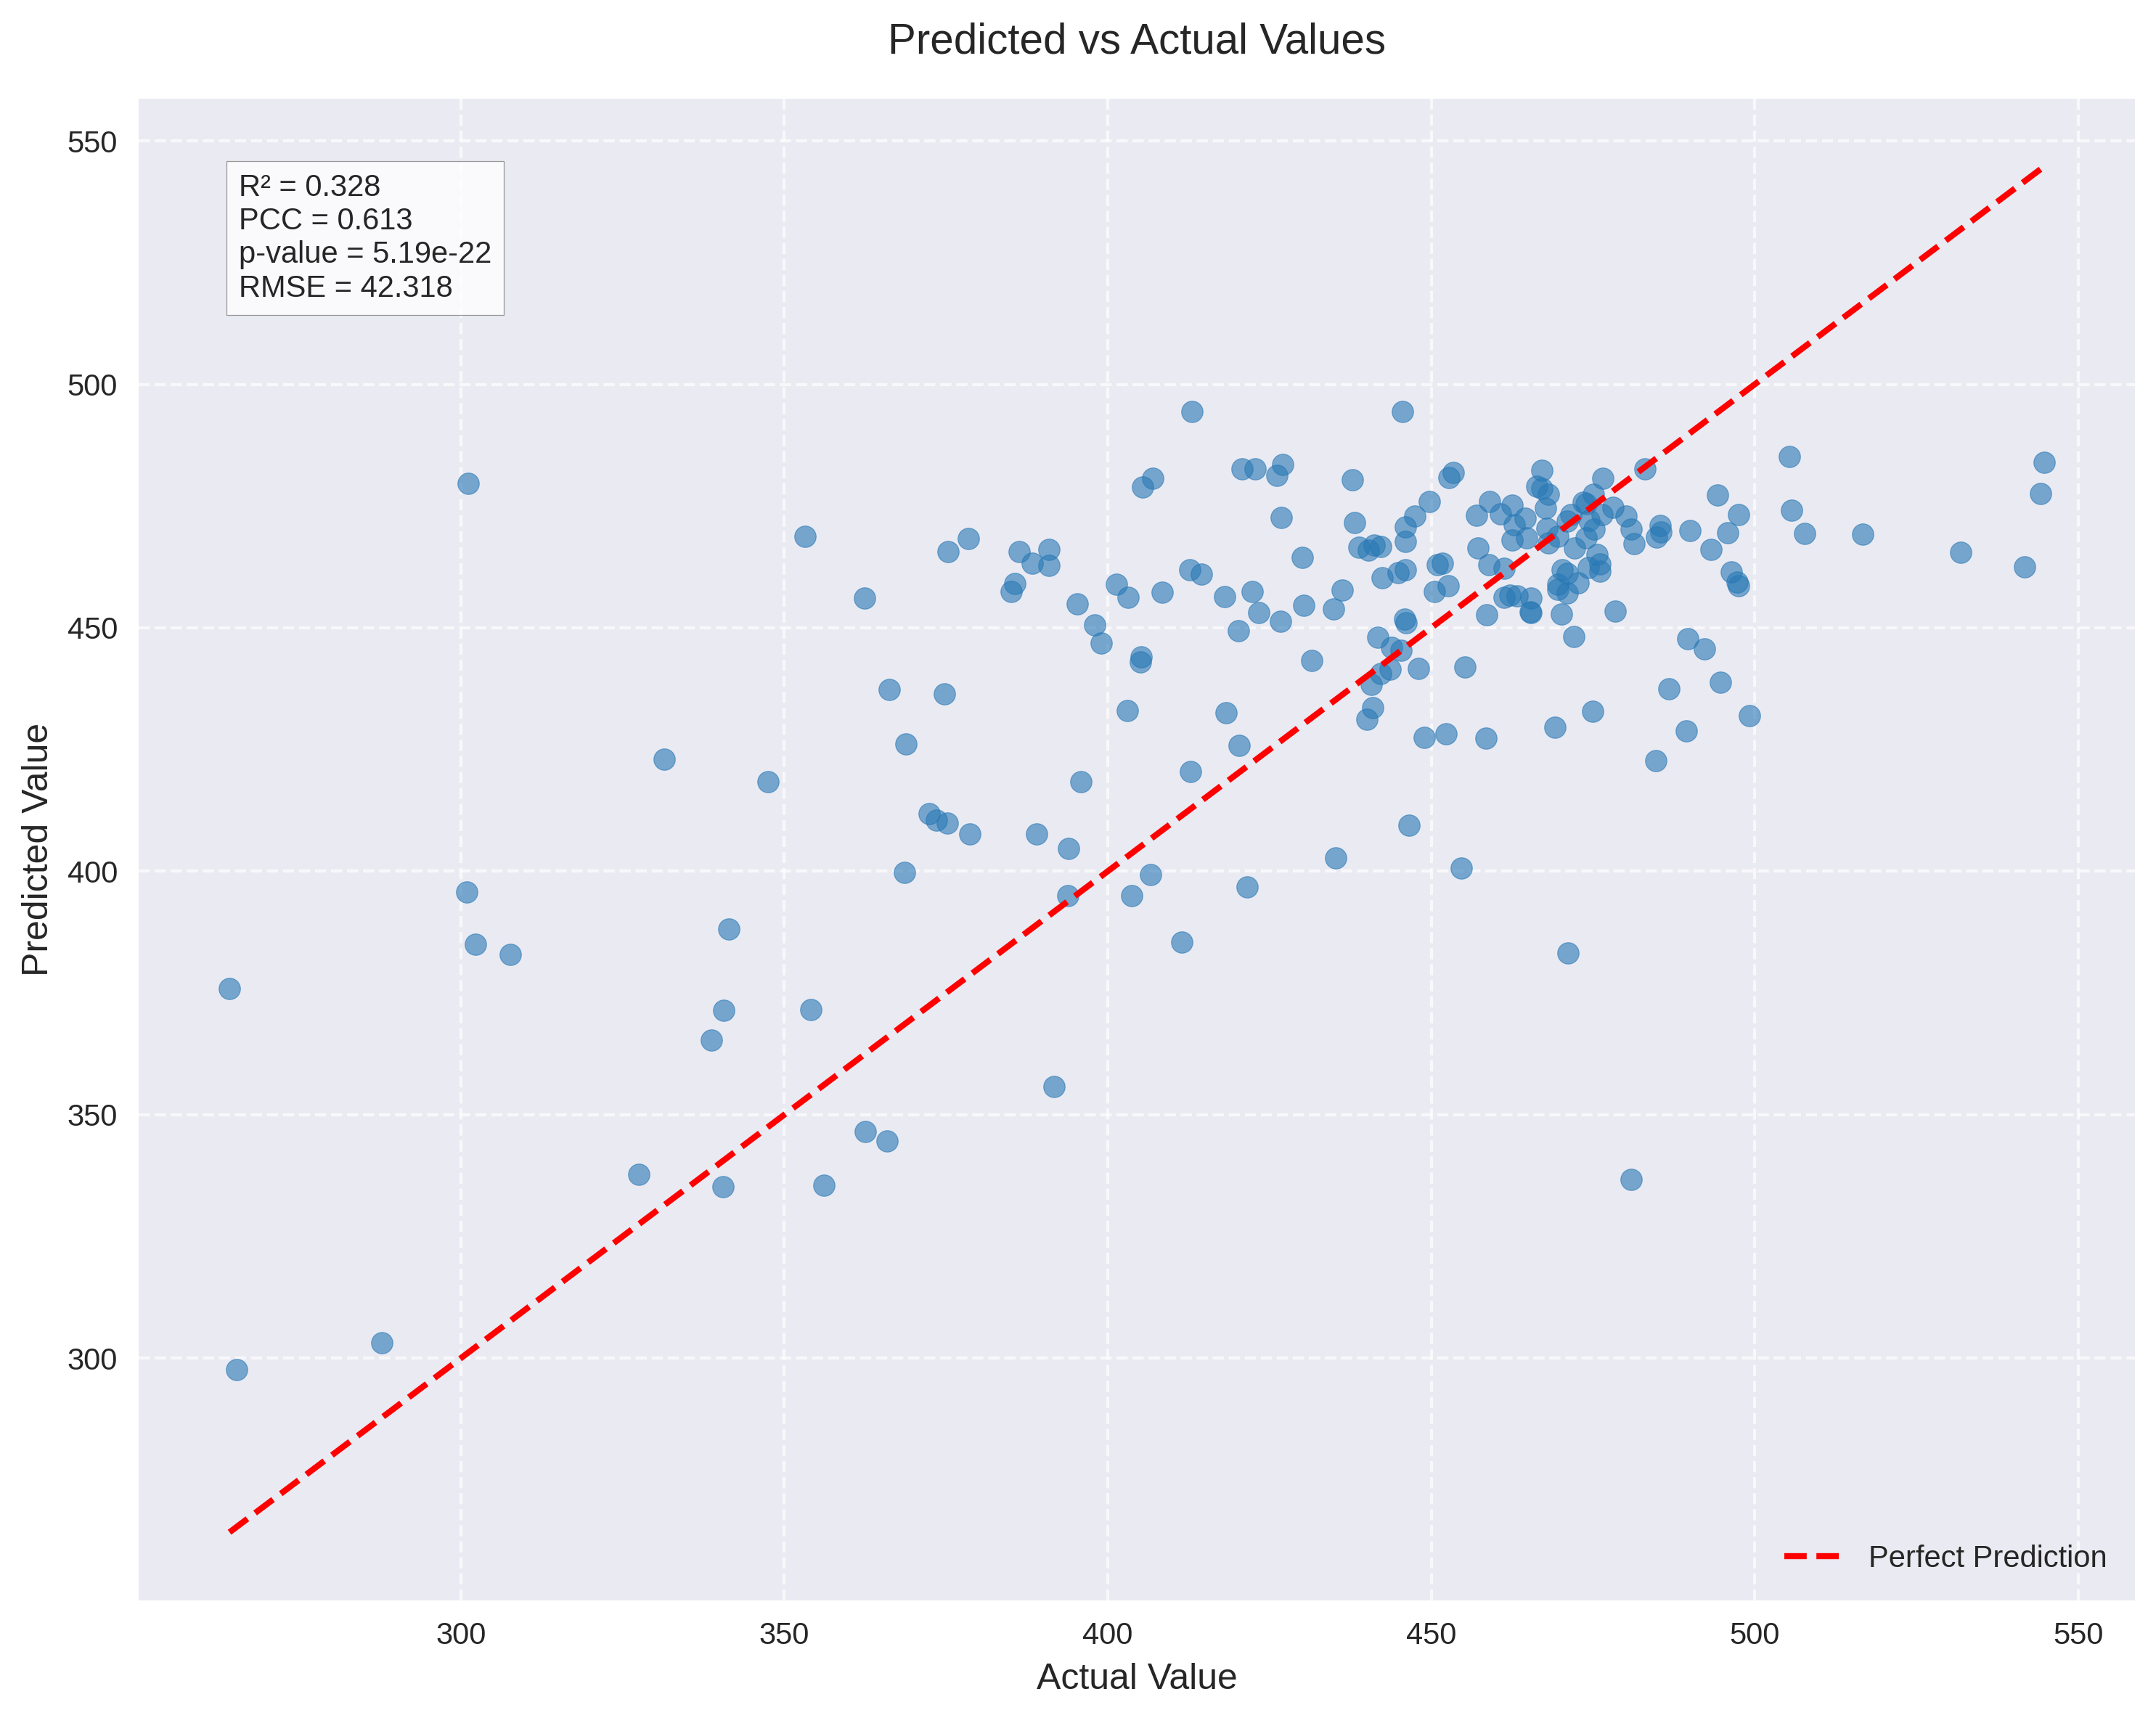 Predicted vs Actual Values
550
500
450
400
350
300
R² = 0.328
PCC = 0.613
p-value = 5.19e-22
RMSE = 42.318
Predicted Value
Perfect Prediction
300 350 400 450 500 550
Actual Value